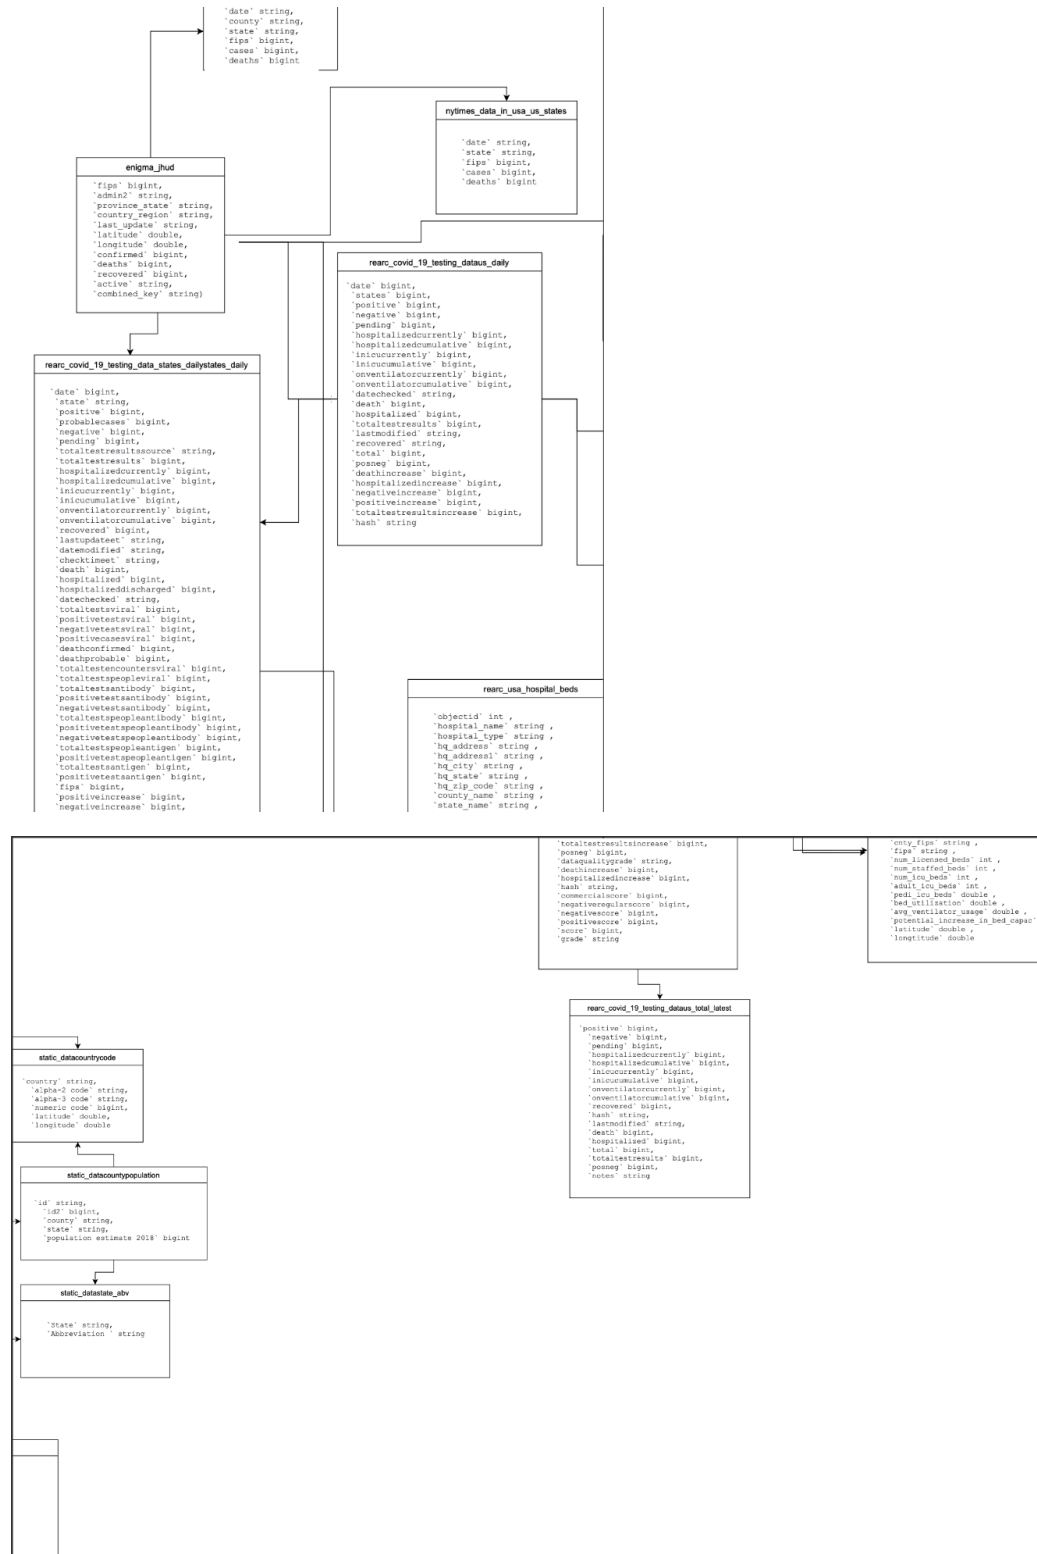 `date` string,
`county` string,
`state` string,
`fips` bigint,
`cases` bigint,
`deaths` bigint
nytimes_data_in_usa_us_states
`date` string,
`state` string,
`fips` bigint,
`cases` bigint,
`deaths` bigint
enigma_jhud
`fips` bigint,
`admin2` string,
`province_state` string,
`country_region` string,
`last_update` string,
`latitude` double,
`longitude` double,
`confirmed` bigint,
`deaths` bigint,
`recovered` bigint,
`active` string,
`combined_key` string)
rearc_covid_19_testing_dataus_daily
`date` bigint,
`states` bigint,
`positive` bigint,
`negative` bigint,
`pending` bigint,
`hospitalizedcurrently` bigint,
`hospitalizedcumulative` bigint,
`inicucurrently` bigint,
`inicucumulative` bigint,
`onventilatorcurrently` bigint,
`onventilatorcumulative` bigint,
`datechecked` string,
`death` bigint,
`hospitalized` bigint,
`totaltestresults` bigint,
`lastmodified` string,
`recovered` string,
`total` bigint,
`posneg` bigint,
`deathincrease` bigint,
`hospitalizedincrease` bigint,
`negativeincrease` bigint,
`positiveincrease` bigint,
`totaltestresultsincrease` bigint,
`hash` string
rearc_covid_19_testing_data_states_dailystates_daily
`date` bigint,
`state` string,
`positive` bigint,
`probablecases` bigint,
`negative` bigint,
`pending` bigint,
`totaltestresultssource` string,
`totaltestresults` bigint,
`hospitalizedcurrently` bigint,
`hospitalizedcumulative` bigint,
`inicucurrently` bigint,
`inicucumulative` bigint,
`onventilatorcurrently` bigint,
`onventilatorcumulative` bigint,
`recovered` bigint,
`lastupdateet` string,
`datemodified` string,
`checktimeet` string,
`death` bigint,
`hospitalized` bigint,
`hospitalizeddischarged` bigint,
`datechecked` string,
`totaltestsviral` bigint,
`positivetestsviral` bigint,
`negativetestsviral` bigint,
`positivecasesviral` bigint,
`deathconfirmed` bigint,
`deathprobable` bigint,
`totaltestencountersviral` bigint,
`totaltestspeopleviral` bigint,
`totaltestsantibody` bigint,
`positivetestsantibody` bigint,
`negativetestsantibody` bigint,
`totaltestspeopleantibody` bigint,
`positivetestspeopleantibody` bigint,
`negativetestspeopleantibody` bigint,
`totaltestspeopleantigen` bigint,
`positivetestspeopleantigen` bigint,
`totaltestsantigen` bigint,
`positivetestsantigen` bigint,
`fips` bigint,
`positiveincrease` bigint,
`negativeincrease` bigint,
rearc_usa_hospital_beds
`objectid` int ,
`hospital_name` string ,
`hospital_type` string ,
`hq_address` string ,
`hq_address1` string ,
`hq_city` string ,
`hq_state` string ,
`hq_zip_code` string ,
`county_name` string ,
`state_name` string ,
`totaltestresultsincrease` bigint,
`posneg` bigint,
`dataqualitygrade` string,
`deathincrease` bigint,
`hospitalizedincrease` bigint,
`hash` string,
`commercialscore` bigint,
`negativeregularscore` bigint,
`negativescore` bigint,
`positivescore` bigint,
`score` bigint,
`grade` string
`cnty_fips` string ,
`fips` string ,
`num_licensed_beds` int ,
`num_staffed_beds` int ,
`num_icu_beds` int ,
`adult_icu_beds` int ,
`pedi_icu_beds` double ,
`bed_utilization` double ,
`avg_ventilator_usage` double ,
`potential_increase_in_bed_capac`
`latitude` double ,
`longtitude` double
rearc_covid_19_testing_dataus_total_latest
`positive` bigint,
`negative` bigint,
`pending` bigint,
`hospitalizedcurrently` bigint,
`hospitalizedcumulative` bigint,
`inicucurrently` bigint,
`inicucumulative` bigint,
`onventilatorcurrently` bigint,
`onventilatorcumulative` bigint,
`recovered` bigint,
`hash` string,
`lastmodified` string,
`death` bigint,
`hospitalized` bigint,
`total` bigint,
`totaltestresults` bigint,
`posneg` bigint,
`notes` string
static_datacountrycode
`country` string,
`alpha-2 code` string,
`alpha-3 code` string,
`numeric code` bigint,
`latitude` double,
`longitude` double
static_datacountypopulation
`id` string,
`id2` bigint,
`county` string,
`state` string,
`population estimate 2018` bigint
static_datastate_abv
`State` string,
`Abbreviation ` string